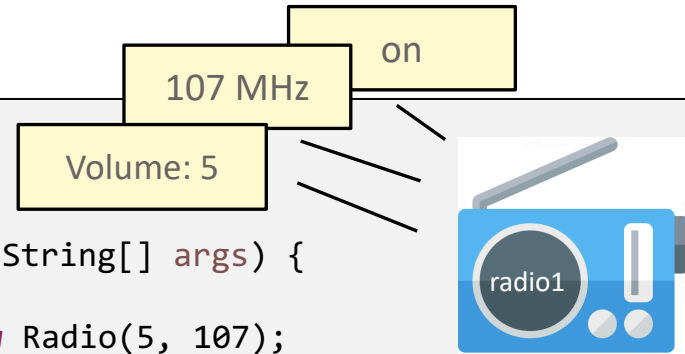 on
107 MHz
Volume: 5
String[] args) {
radio1
Radio(5, 107);